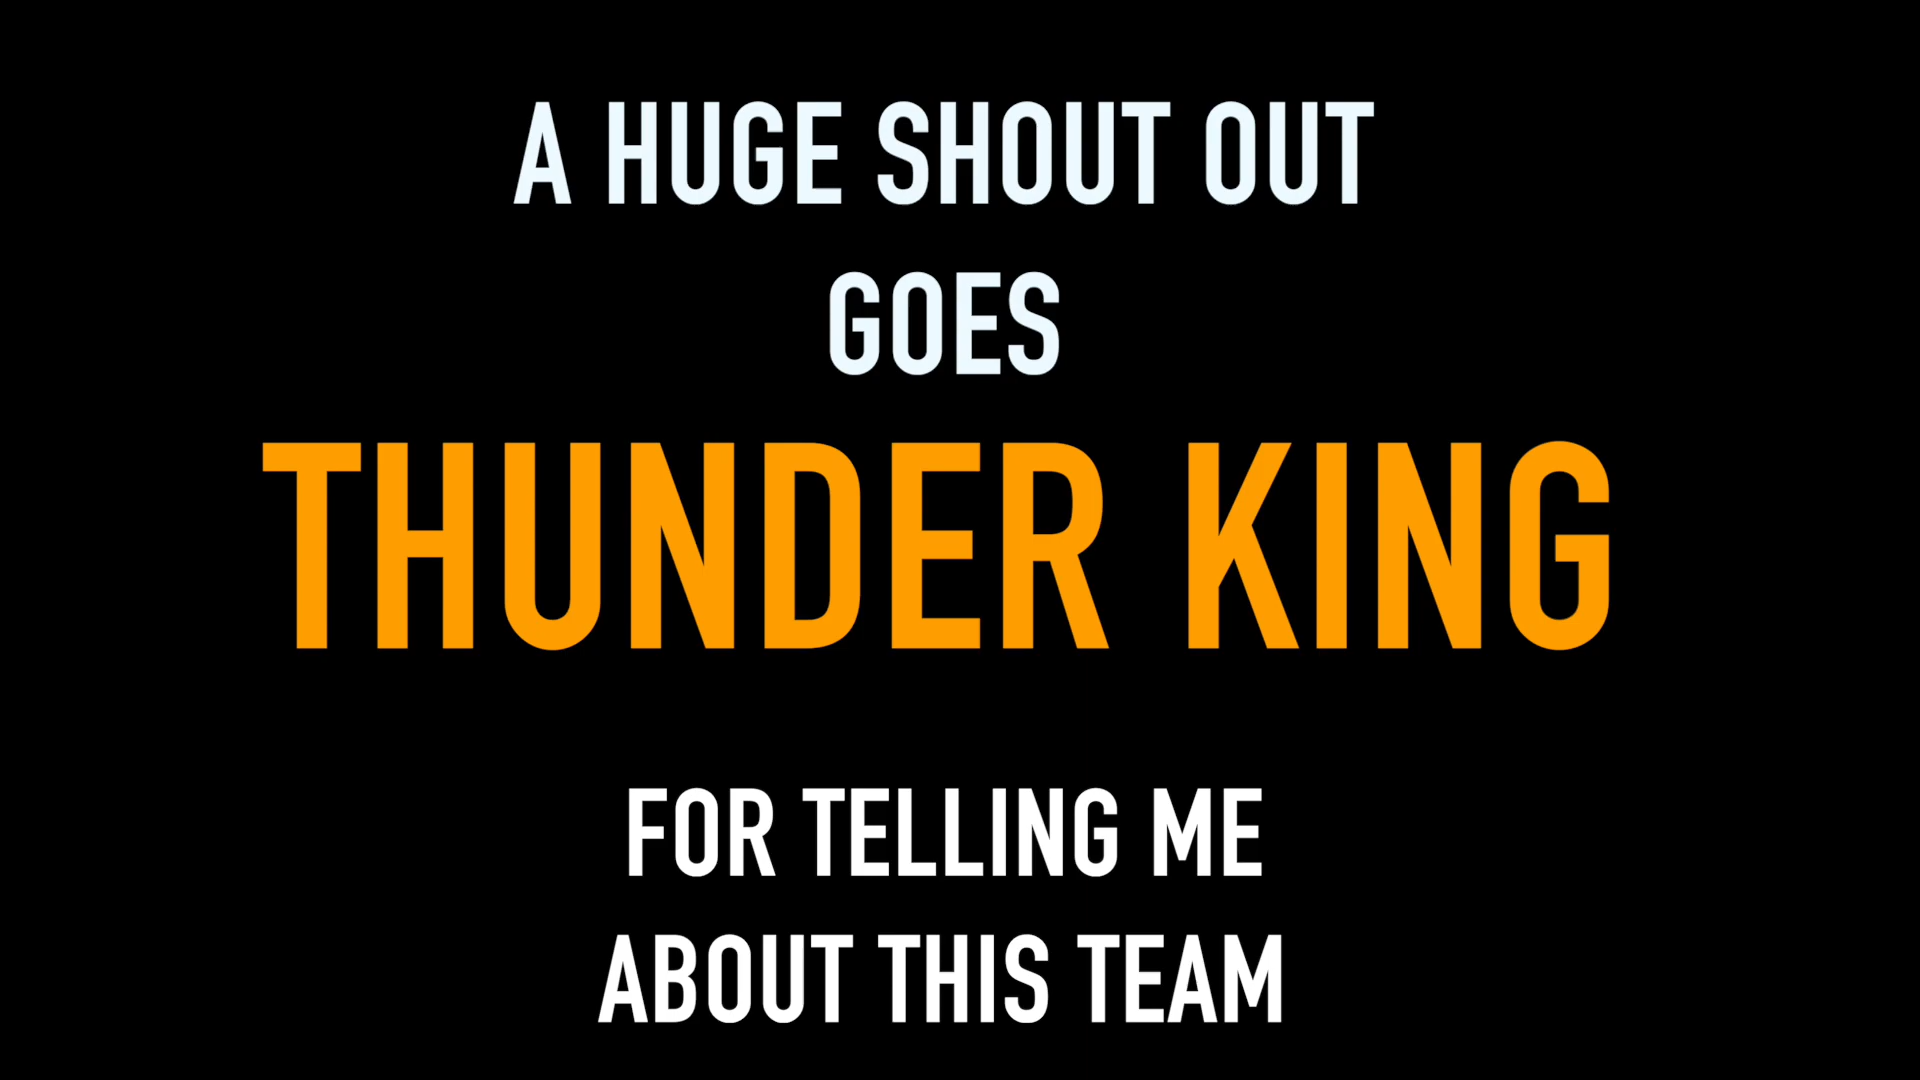 A HUGE SHOUT OUT
GOES
THUNDER KING
FOR TELLING ME
ABOUT THIS TEAM